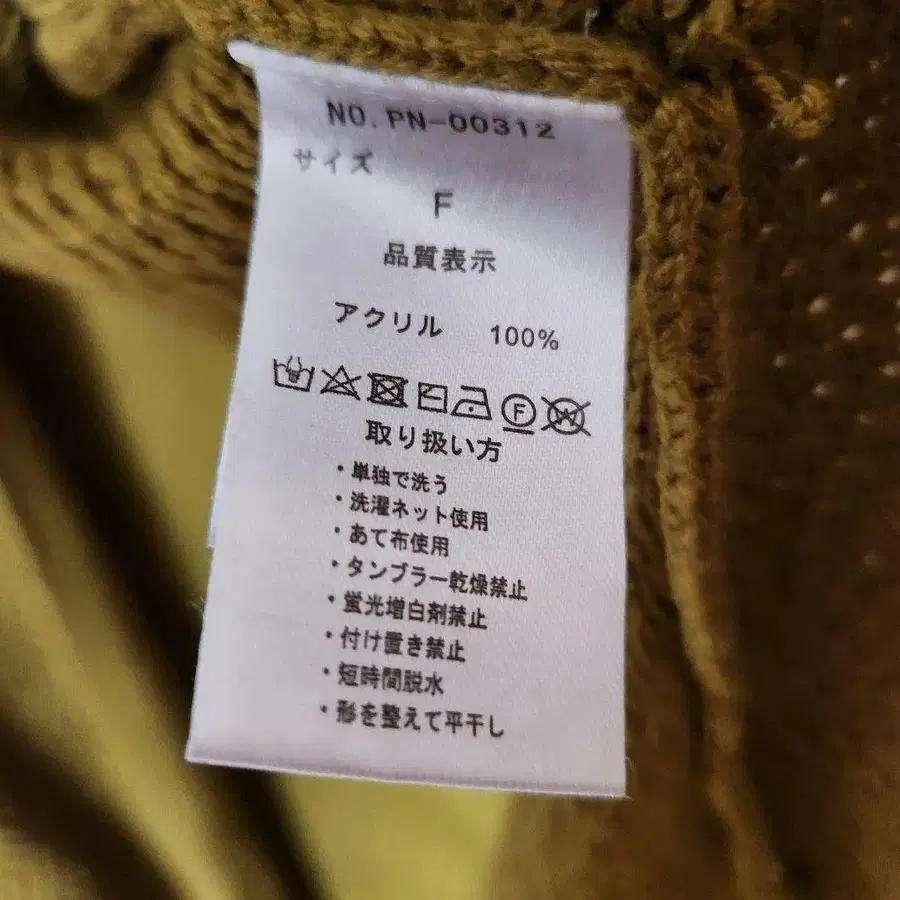 NO.PN-00312
サイズ
F
品質表示
アクリル 100%
F W
取り扱い方
・単独で洗う
・洗濯ネット使用
・あて布使用
・タンブラー乾燥禁止
・蛍光増白剤禁止
・付け置き禁止
・短時間脱水
・形を整えて平干し